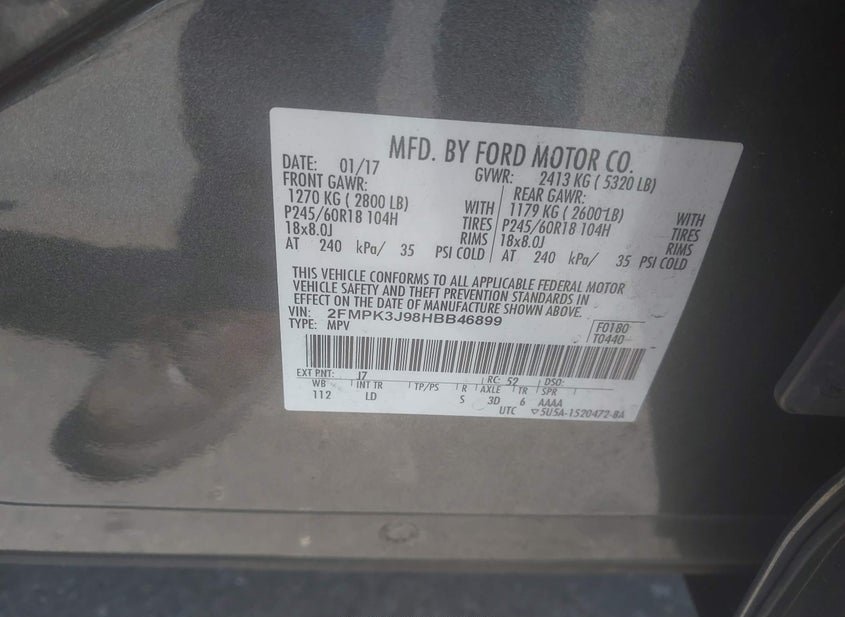 MFD. BY FORD MOTOR CO.
DATE: 01/17 GVWR: 2413 KG ( 5320 LB)
FRONT GAWR: REAR GAWR:
1270 KG ( 2800 LB) WITH 1179 KG ( 2600 LB) WITH
P245/60R18 104H TIRES P245/60R18 104H TIRES
18x8.0J RIMS 18x8.0J RIMS
AT 240 kPa/ 35 PSI COLD AT 240 kPa/ 35 PSI COLD
THIS VEHICLE CONFORMS TO ALL APPLICABLE FEDERAL MOTOR
VEHICLE SAFETY AND THEFT PREVENTION STANDARDS IN
EFFECT ON THE DATE OF MANUFACTURE SHOWN ABOVE.
VIN: 2FMPK3J98HBB46899
TYPE: MPV F0180
T0440
EXT PNT: J7 RC: 52 DSO:
WB INT TR TP/PS R AXLE TR SPR
112 LD S 3D 6 AAAA
UTC ▽5U5A-1520472-BA